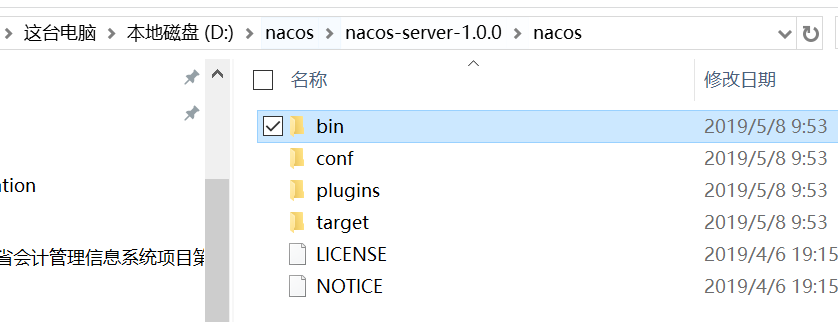 这台电脑 > 本地磁盘 (D:) > nacos > nacos-server-1.0.0 > nacos
名称 修改日期
bin 2019/5/8 9:53
conf 2019/5/8 9:53
plugins 2019/5/8 9:53
ation
target 2019/5/8 9:53
省会计管理信息系统项目第
LICENSE 2019/4/6 19:15
NOTICE 2019/4/6 19:15